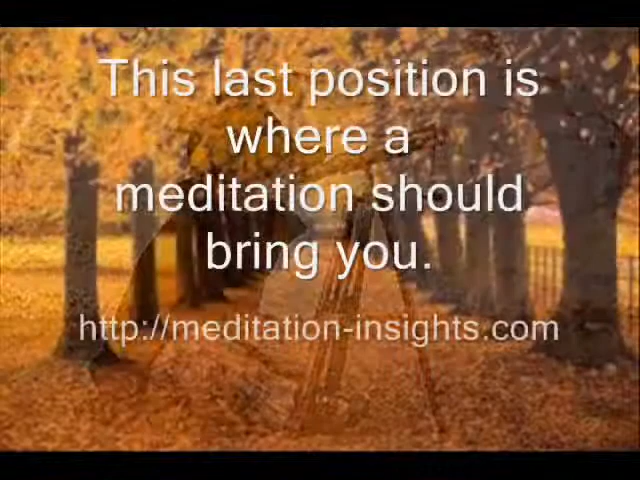 This last position is
where a
meditation should
bring you.
http://meditation-insights.com